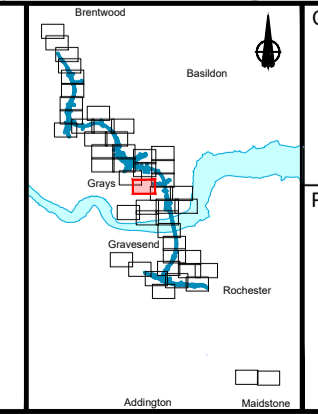 Brentwood
Basildon
Grays
Gravesend
Rochester
Addington
Maidstone